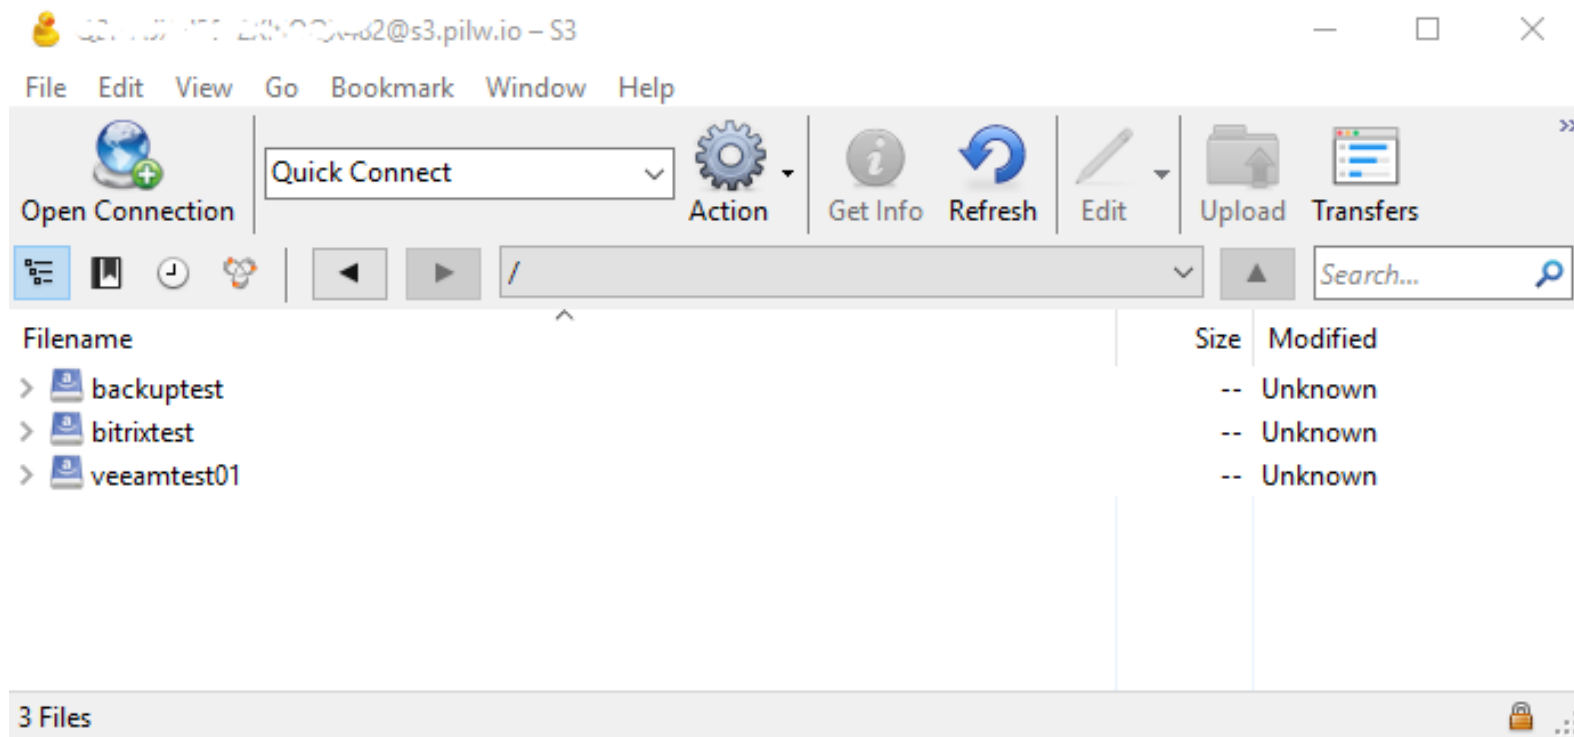 @s3.pilw.io – S3
File Edit View Go Bookmark Window Help
Quick Connect
Open Connection Action Get Info Refresh Edit Upload Transfers
/ Search...
Filename Size Modified
backuptest -- Unknown
bitrixtest -- Unknown
veeamtest01 -- Unknown
3 Files